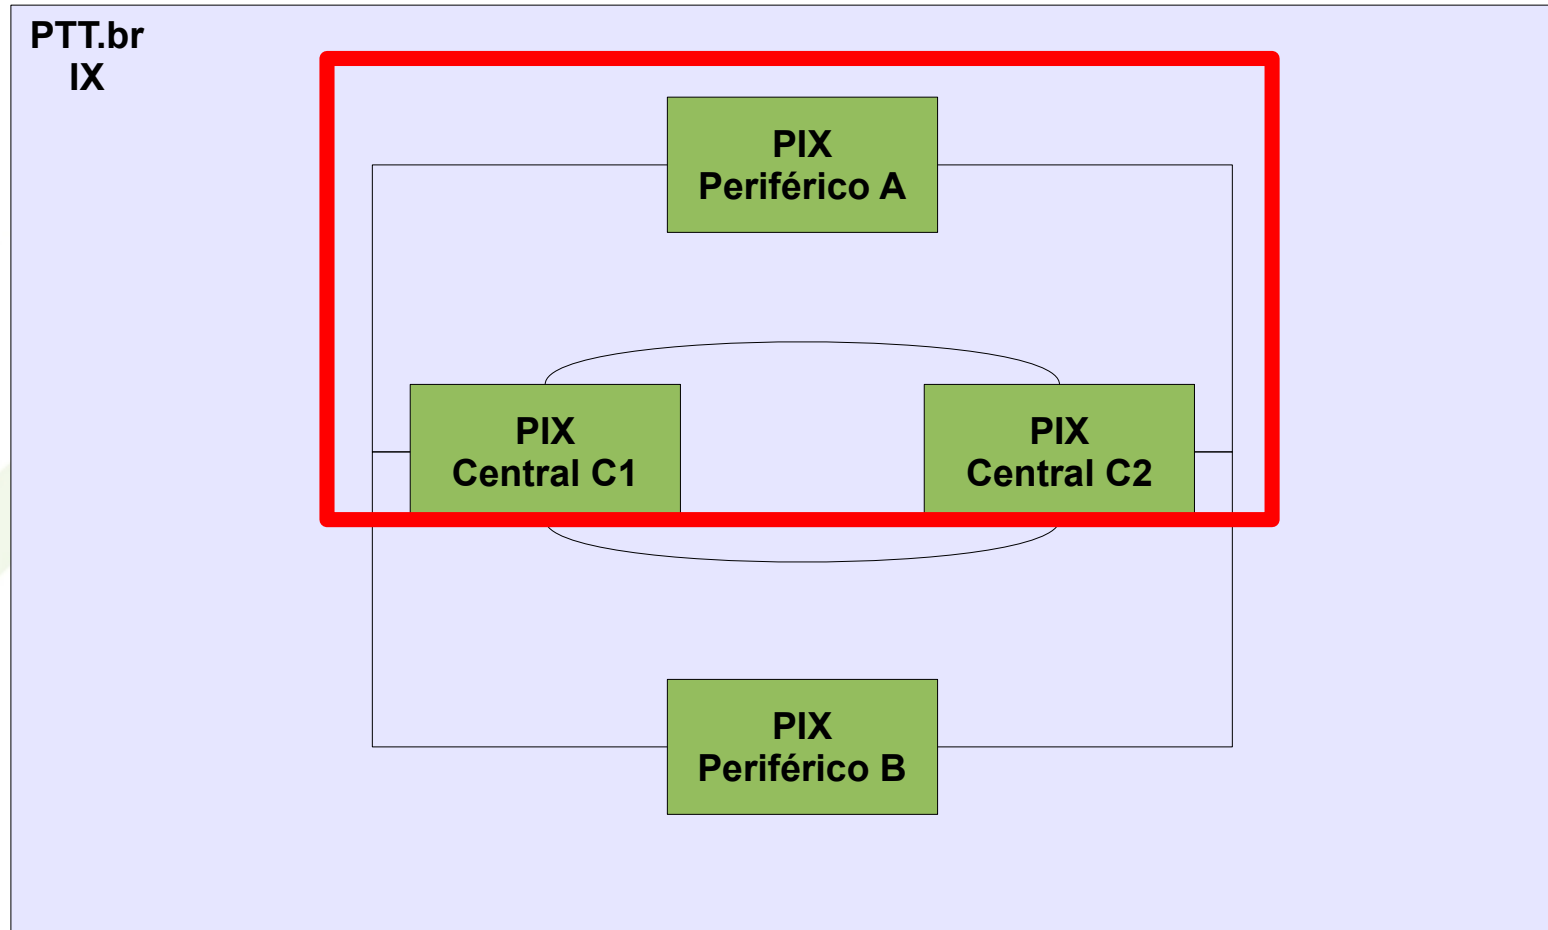 PTT.br
IX
PIX
Periférico A
PIX
Central C1
PIX
Central C2
PIX
Periférico B